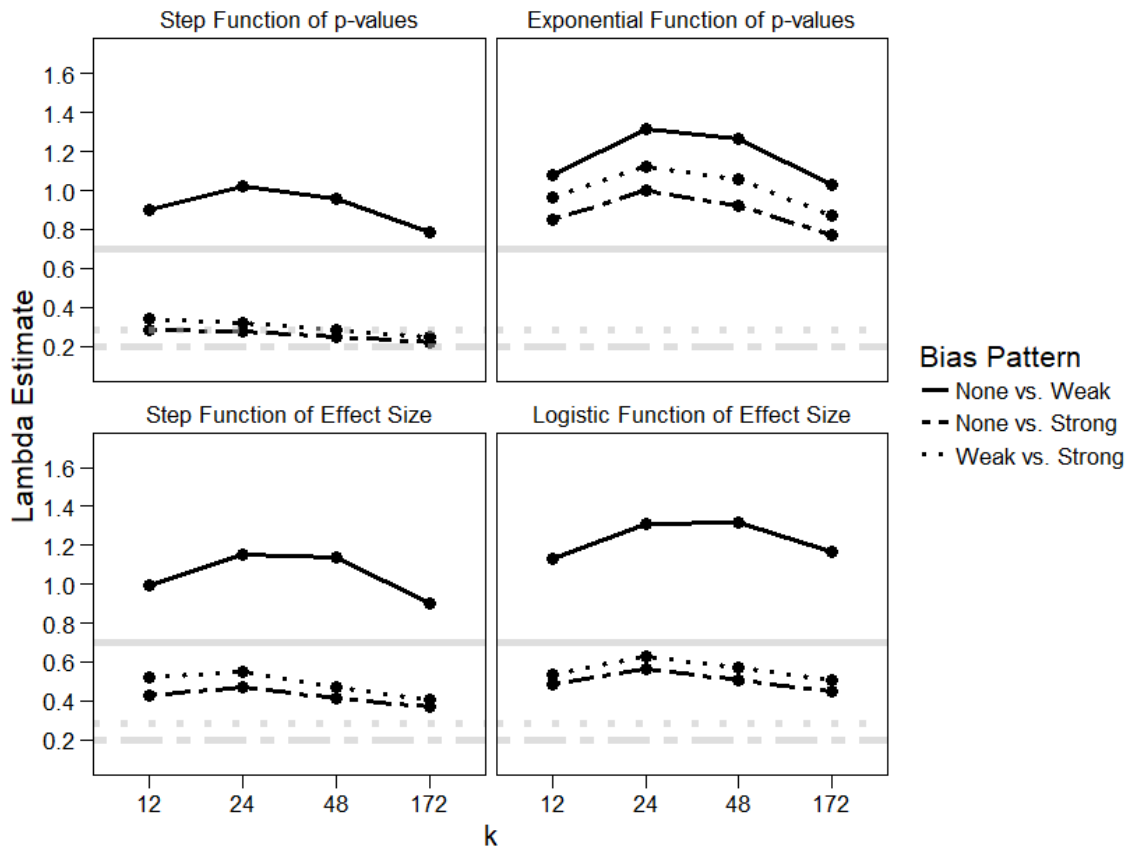 Step Function of p-values
Exponential Function of p-values
1.6
1.4
1.2
1.0
0.8
0.6
0.4
0.2
Step Function of Effect Size
Logistic Function of Effect Size
1.6
1.4
1.2
1.0
0.8
0.6
0.4
0.2
Lambda Estimate
12 24 48 172
12 24 48 172
k
Bias Pattern
None vs. Weak
None vs. Strong
Weak vs. Strong